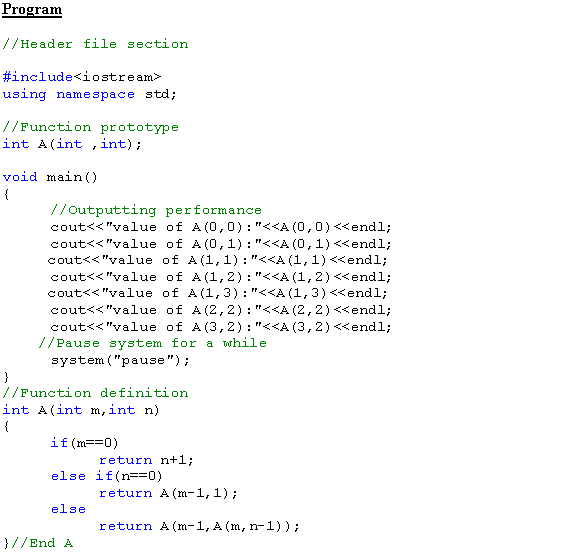 Program
//Header file section
#include<iostream>
using namespace std;
//Function prototype
int A(int ,int);
void main()
{
//Outputting performance
cout<<"value of A(0,0):"<<A(0,0)<<endl;
cout<<"value of A(0,1):"<<A(0,1)<<endl;
cout<<"value of A(1,1):"<<A(1,1)<<endl;
cout<<"value of A(1,2):"<<A(1,2)<<endl;
cout<<"value of A(1,3):"<<A(1,3)<<endl;
cout<<"value of A(2,2):"<<A(2,2)<<endl;
cout<<"value of A(3,2):"<<A(3,2)<<endl;
//Pause system for a while
system("pause");
}
//Function definition
int A(int m,int n)
{
if(m==0)
return n+1;
else if(n==0)
return A(m-1,1);
else
return A(m-1,A(m,n-1));
}//End A